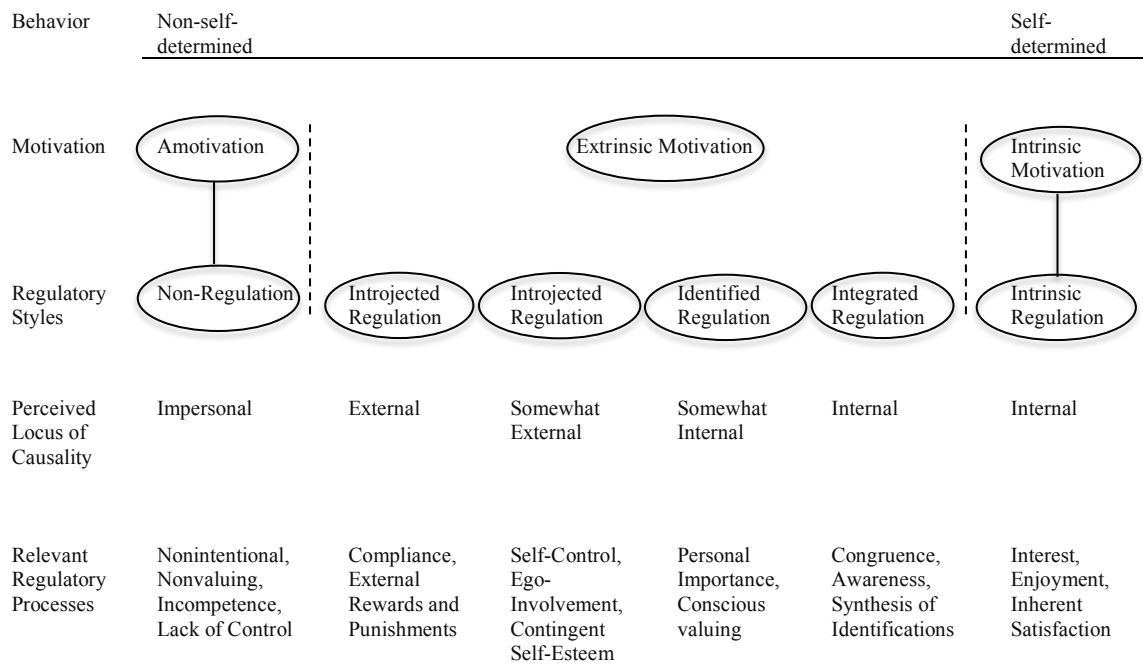 Behavior Non-self- Self-
determined determined
Motivation Amotivation Extrinsic Motivation Intrinsic
Motivation
Regulatory Non-Regulation Introjected Introjected Identified Integrated Intrinsic
Styles Regulation Regulation Regulation Regulation Regulation
Perceived Impersonal External Somewhat Somewhat Internal Internal
Locus of External Internal
Causality
Relevant Nonintentional, Compliance, Self-Control, Personal Congruence, Interest,
Regulatory Nonvaluing, External Ego- Importance, Awareness, Enjoyment,
Processes Incompetence, Rewards and Involvement, Conscious Synthesis of Inherent
Lack of Control Punishments Contingent valuing Identifications Satisfaction
Self-Esteem